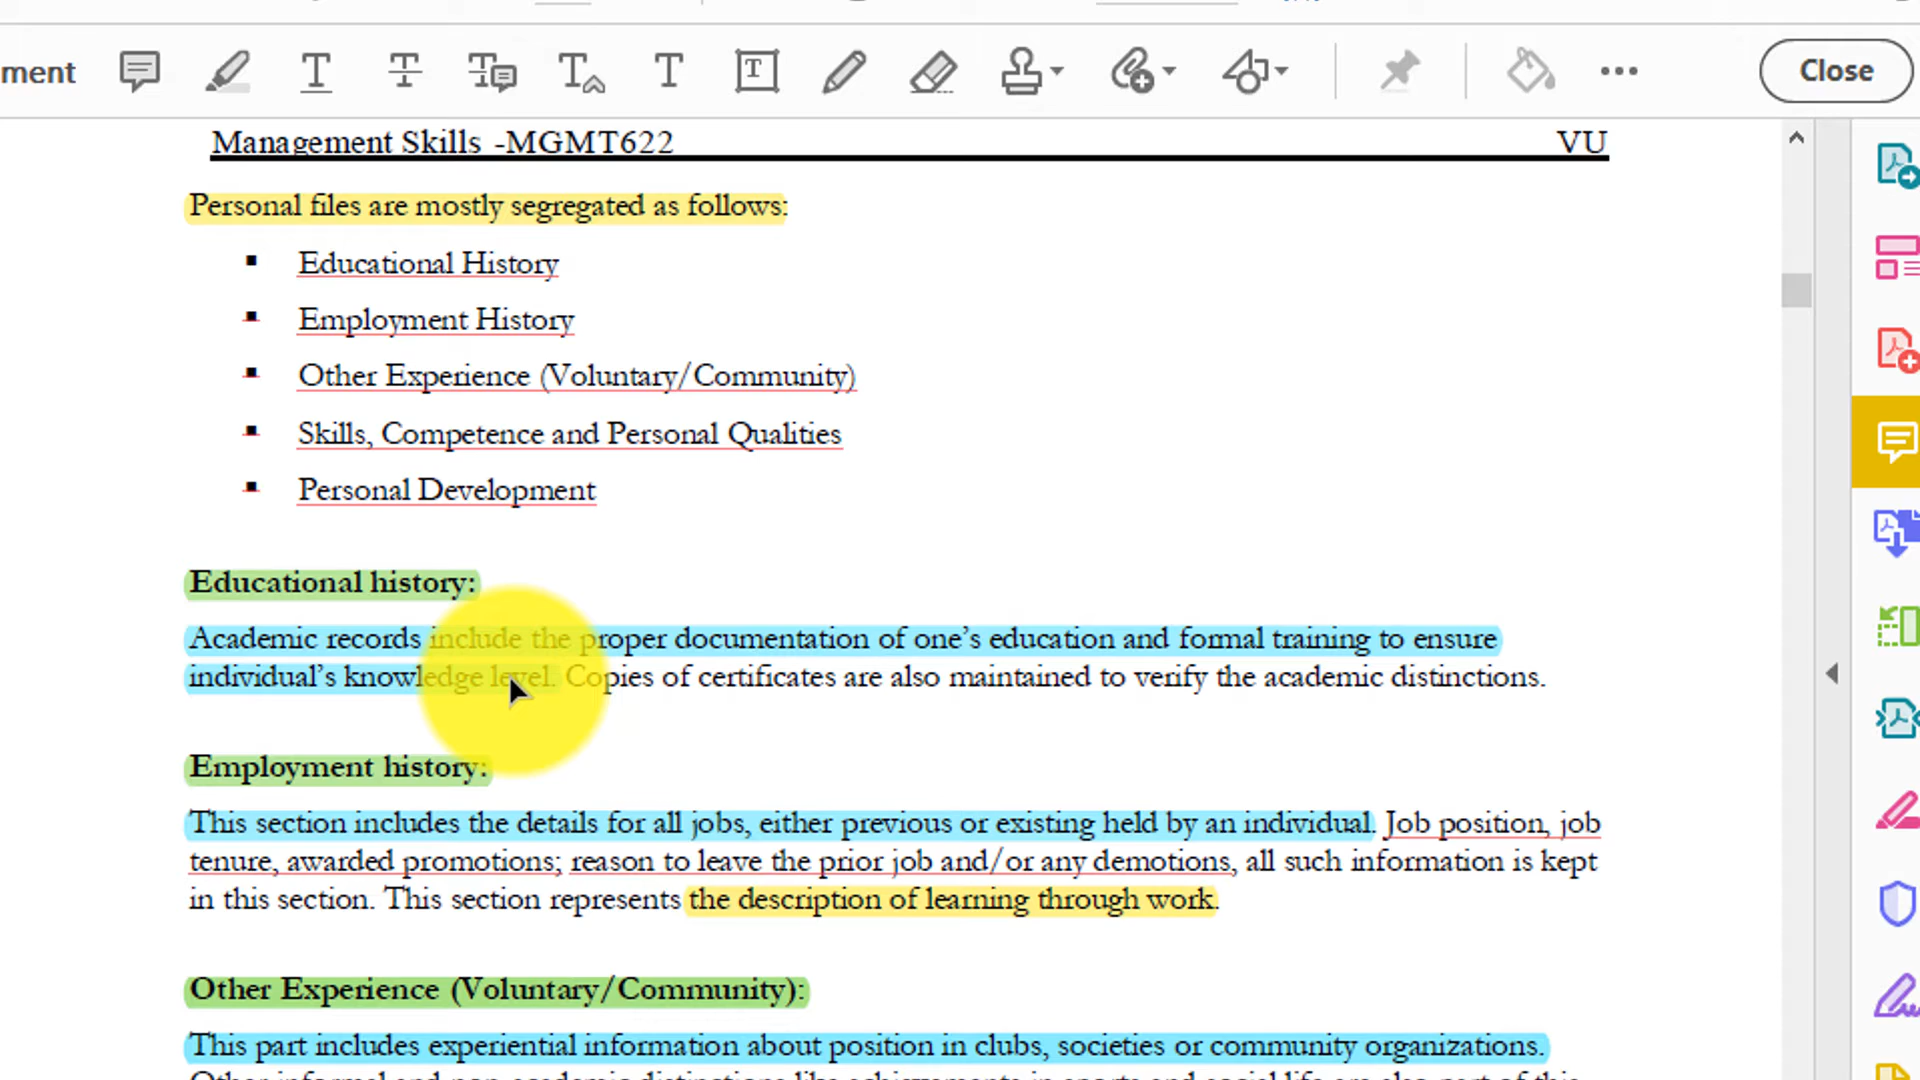 ment
Close
Management Skills -MGMT622 VU
Personal files are mostly segregated as follows:
Educational History
Employment History
Other Experience (Voluntary/Community)
Skills, Competence and Personal Qualities
Personal Development
Educational history:
Academic records include the proper documentation of one's education and formal training to ensure
individual's knowledge level. Copies of certificates are also maintained to verify the academic distinctions.
Employment history:
This section includes the details for all jobs, either previous or existing held by an individual. Job position, job
tenure, awarded promotions; reason to leave the prior job and/or any demotions, all such information is kept
in this section. This section represents the description of learning through work.
Other Experience (Voluntary/Community):
This part includes experiential information about position in clubs, societies or community organizations.